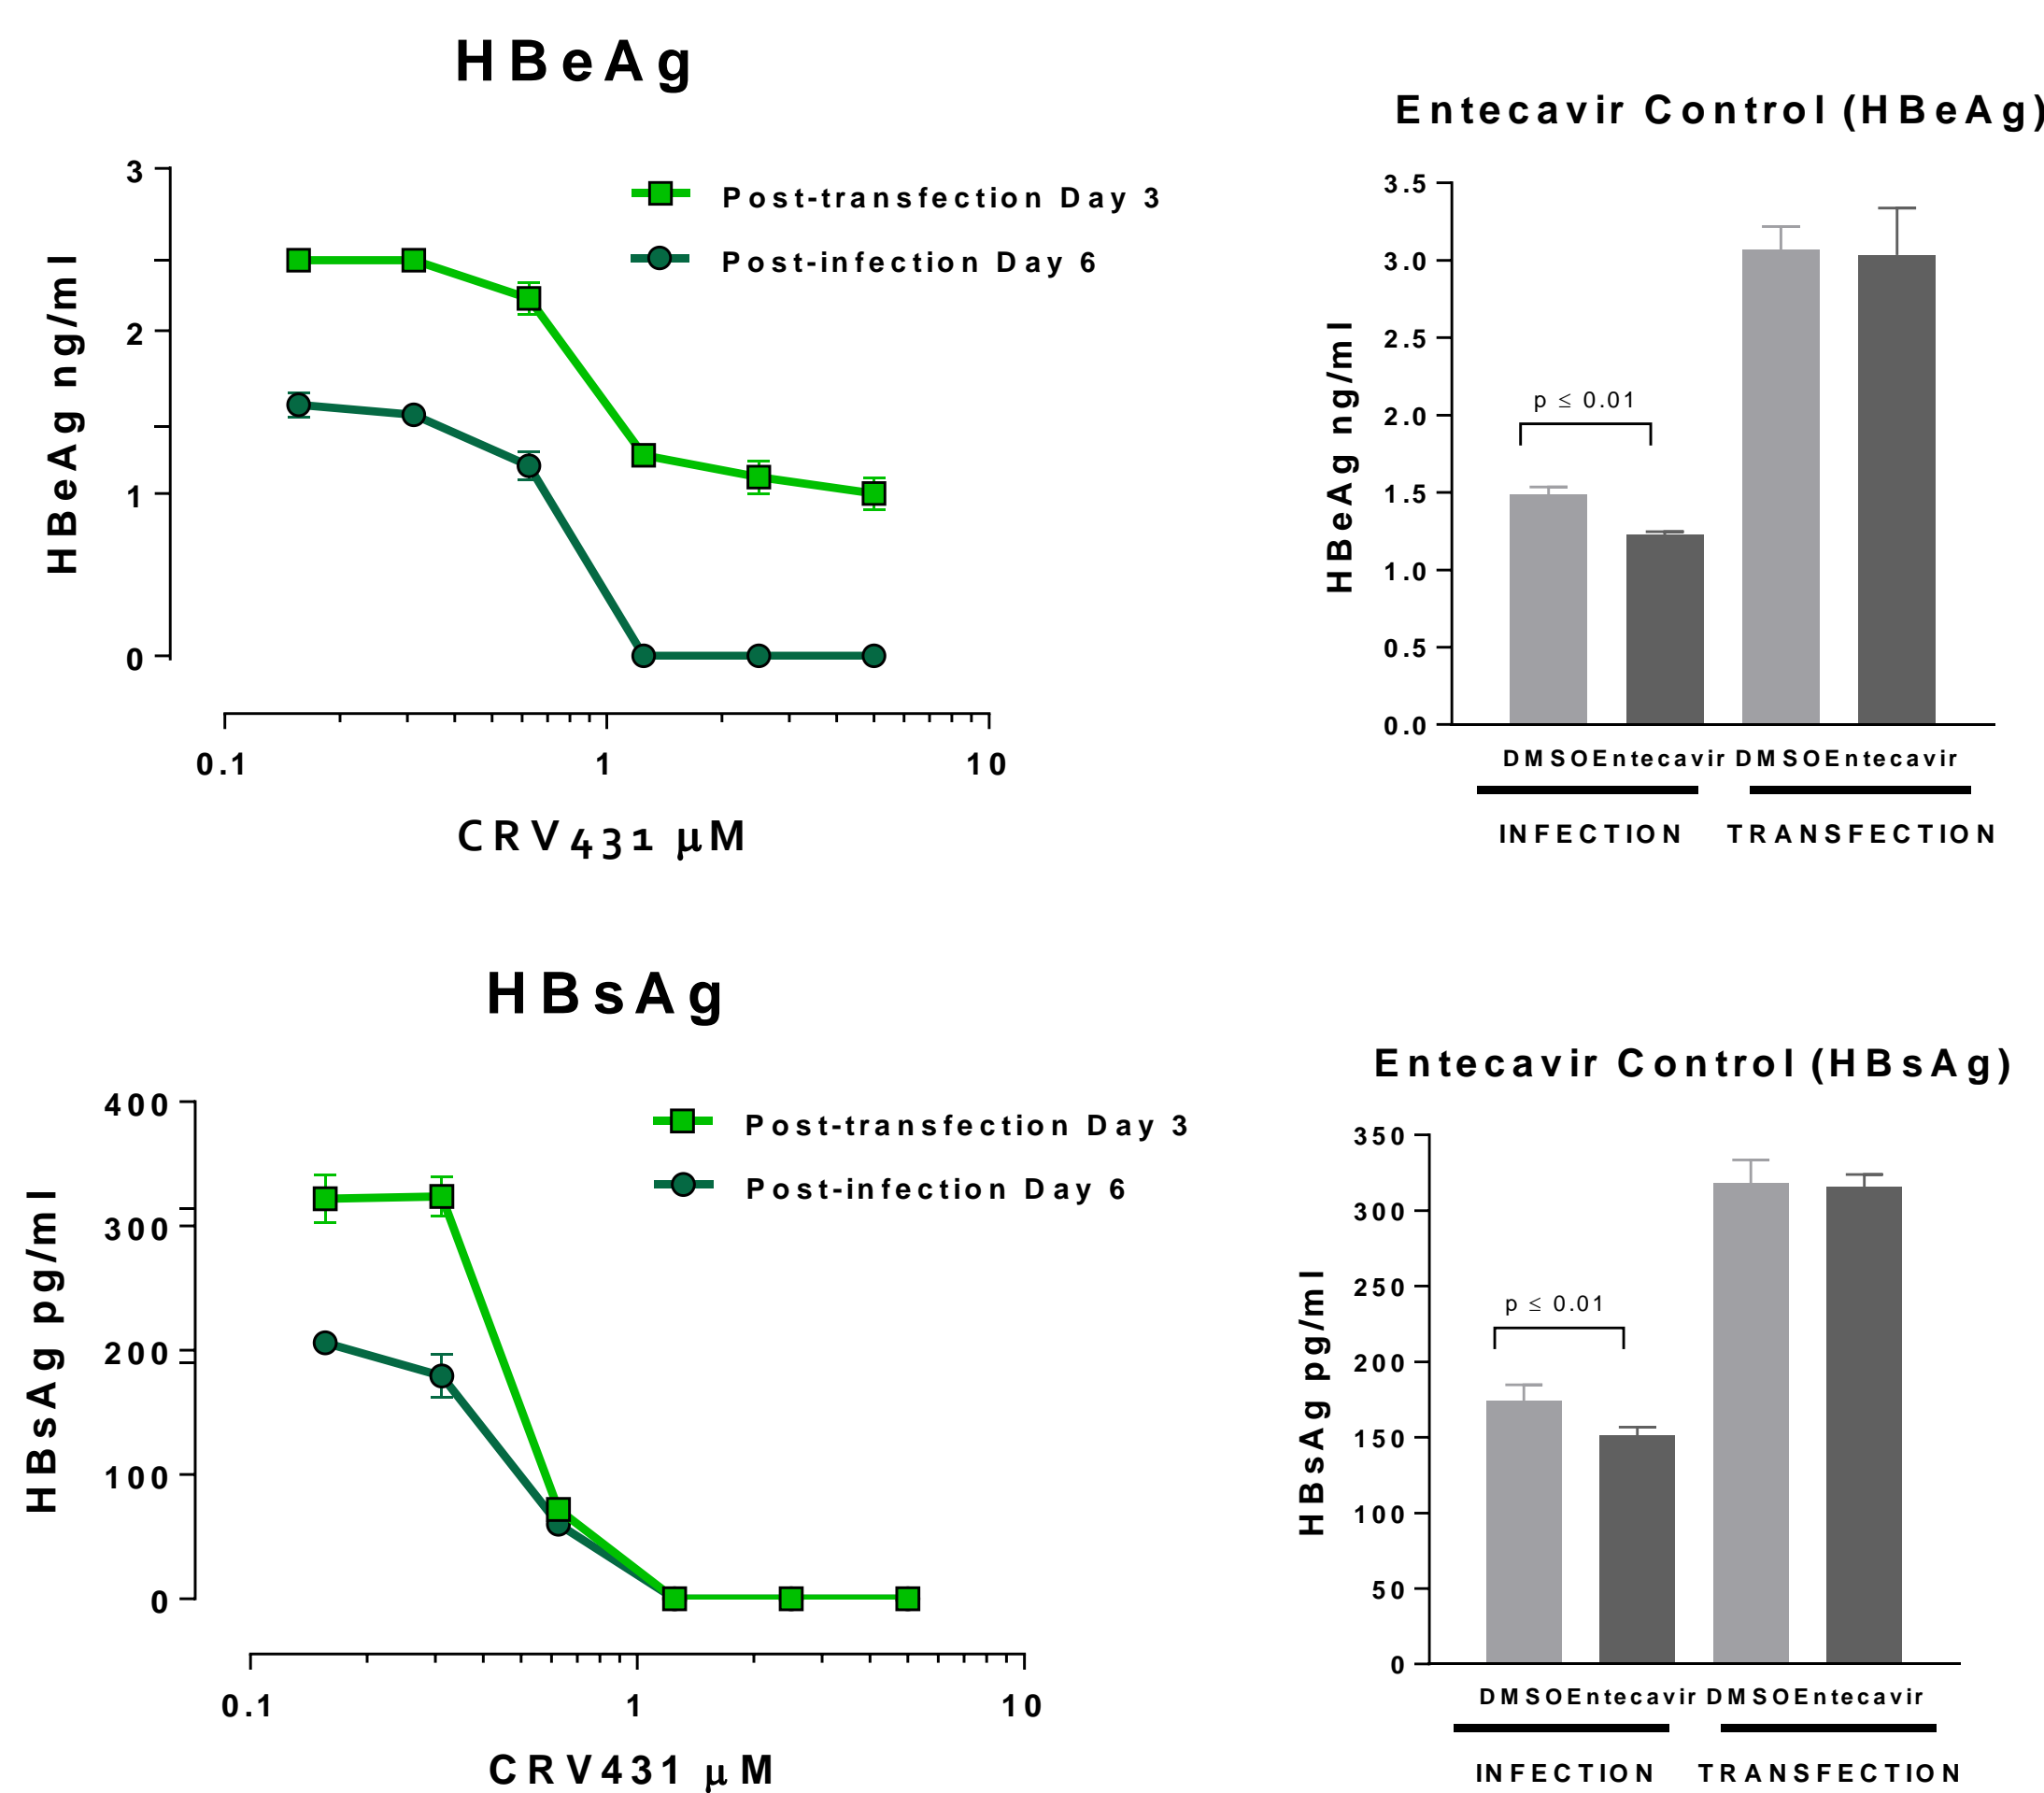 HBeAg
HBeAg ng/ml
3
2
1
0
Post-transfection Day 3
Post-infection Day 6
0.1 1 10
CRV431 μM
Entecavir Control (HBeAg)
HBeAg ng/ml
3.5
3.0
2.5
2.0
1.5
1.0
0.5
0.0
p ≤ 0.01
DMSO Entecavir DMSO Entecavir
INFECTION TRANSFECTION
HBsAg
HBsAg pg/ml
400
300
200
100
0
Post-transfection Day 3
Post-infection Day 6
0.1 1 10
CRV431 μM
Entecavir Control (HBsAg)
HBsAg pg/ml
350
300
250
200
150
100
50
0
p ≤ 0.01
DMSO Entecavir DMSO Entecavir
INFECTION TRANSFECTION